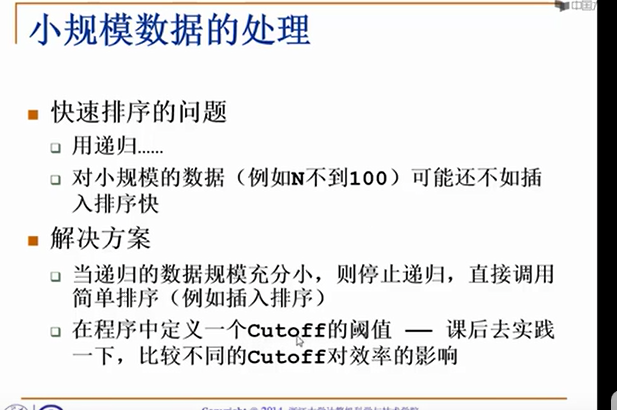 小规模数据的处理
快速排序的问题
用递归……
对小规模的数据（例如N不到100）可能还不如插
入排序快
解决方案
当递归的数据规模充分小，则停止递归，直接调用
简单排序（例如插入排序）
在程序中定义一个Cutoff的阈值 — 课后去实践
一下，比较不同的Cutoff对效率的影响